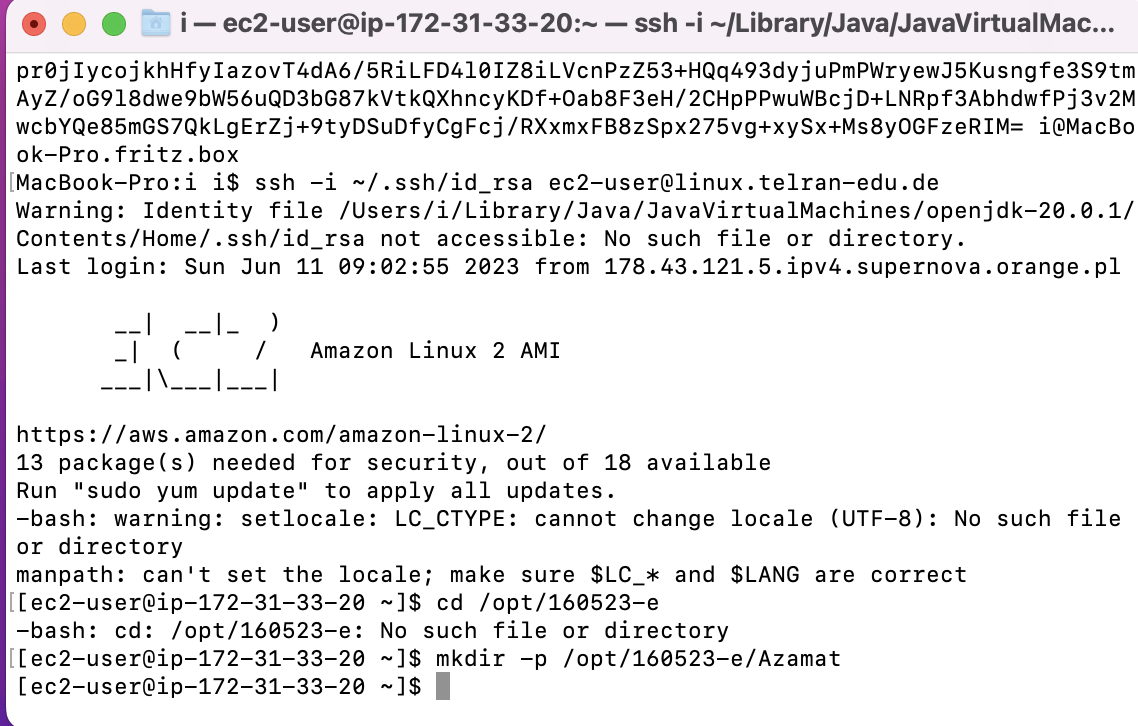 i — ec2-user@ip-172-31-33-20:~ — ssh -i ~/Library/Java/JavaVirtualMac...
pr0jIycojkhHfyIazovT4dA6/5RiLFD4l0IZ8iLVcnPzZ53+HQq493dyjuPmPWryewJ5Kusngfe3S9tm
AyZ/oG9l8dwe9bW56uQD3bG87kVtkQXhncyKDf+Oab8F3eH/2CHpPPwuWBcjD+LNRpf3AbhdwfPj3v2M
wcbYQe85mGS7QkLgErZj+9tyDSuDfyCgFcj/RXxmxFB8zSpx275vg+xySx+Ms8yOGFzeRIM= i@MacBo
ok-Pro.fritz.box
[MacBook-Pro:i i$ ssh -i ~/.ssh/id_rsa ec2-user@linux.telran-edu.de
Warning: Identity file /Users/i/Library/Java/JavaVirtualMachines/openjdk-20.0.1/
Contents/Home/.ssh/id_rsa not accessible: No such file or directory.
Last login: Sun Jun 11 09:02:55 2023 from 178.43.121.5.ipv4.supernova.orange.pl
__|  __|_  )
_|  (     /   Amazon Linux 2 AMI
___|\___|___|
https://aws.amazon.com/amazon-linux-2/
13 package(s) needed for security, out of 18 available
Run "sudo yum update" to apply all updates.
-bash: warning: setlocale: LC_CTYPE: cannot change locale (UTF-8): No such file
or directory
manpath: can't set the locale; make sure $LC_* and $LANG are correct
[[ec2-user@ip-172-31-33-20 ~]$ cd /opt/160523-e
-bash: cd: /opt/160523-e: No such file or directory
[[ec2-user@ip-172-31-33-20 ~]$ mkdir -p /opt/160523-e/Azamat
[ec2-user@ip-172-31-33-20 ~]$